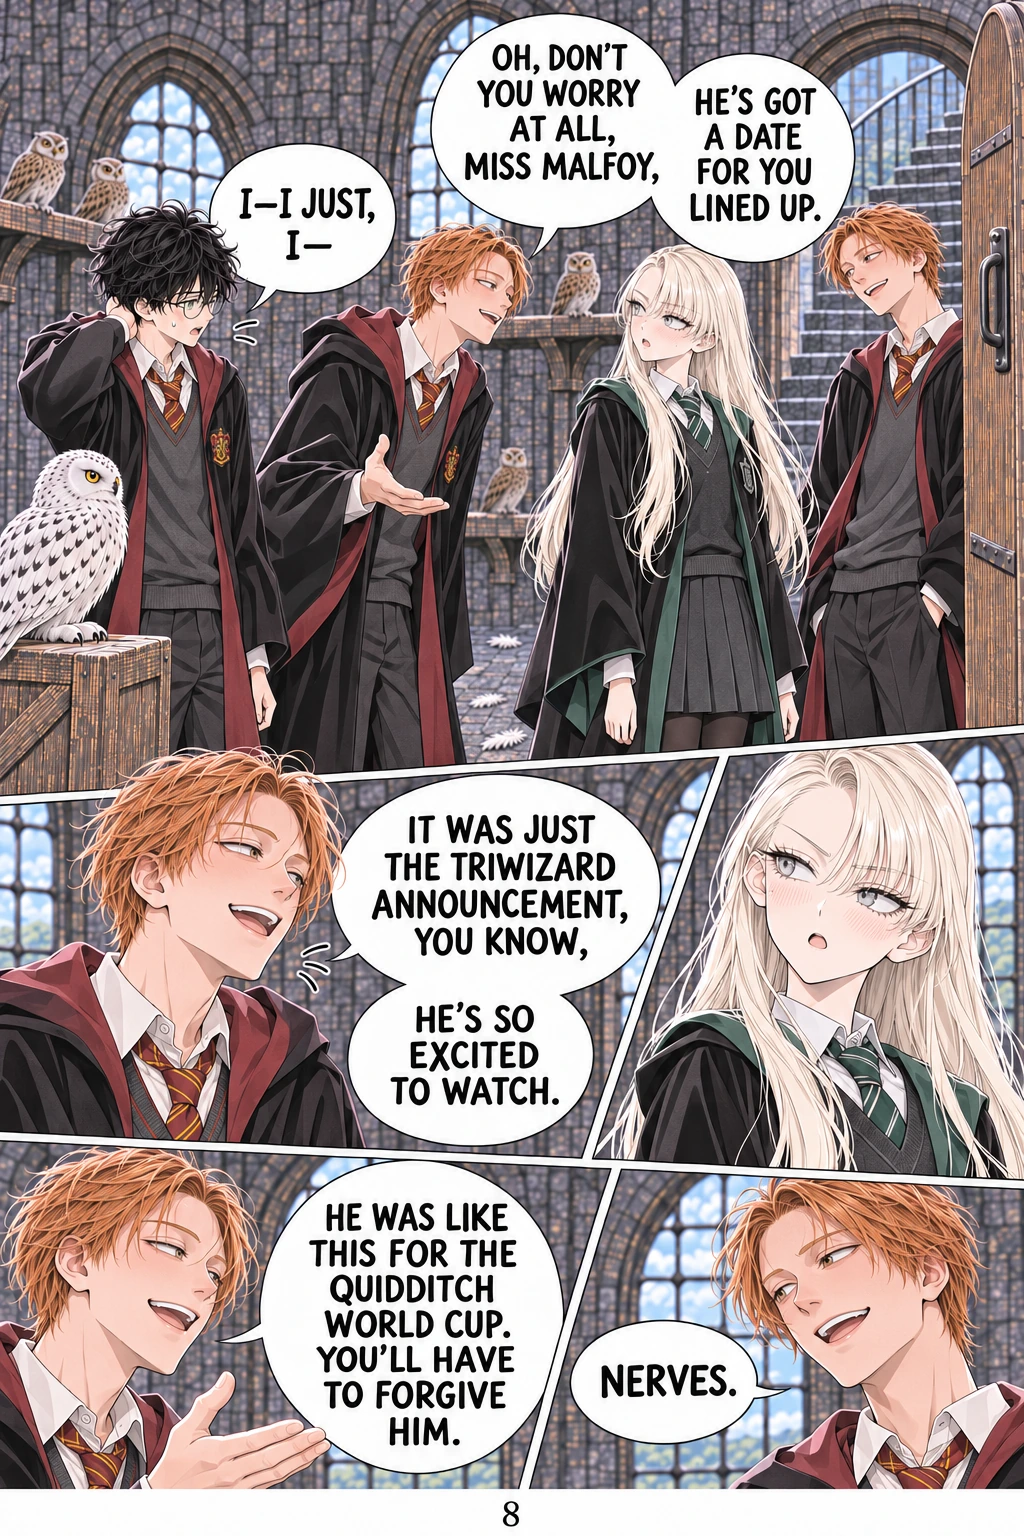 I–I JUST,
I—
OH, DON'T
YOU WORRY
AT ALL,
MISS MALFOY,
HE'S GOT
A DATE
FOR YOU
LINED UP.
IT WAS JUST
THE TRIWIZARD
ANNOUNCEMENT,
YOU KNOW,
HE'S SO
EXCITED
TO WATCH.
HE WAS LIKE
THIS FOR THE
QUIDDITCH
WORLD CUP.
YOU'LL HAVE
TO FORGIVE
HIM.
NERVES.
8